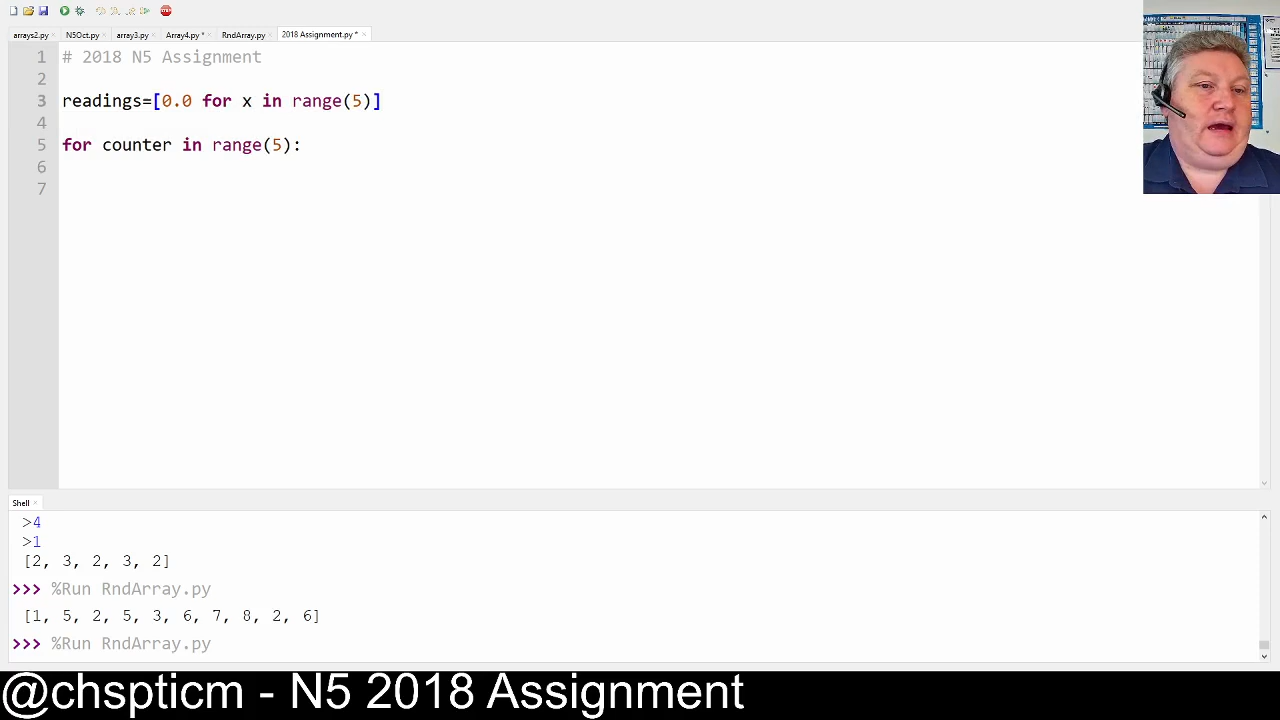 arrays2.py N5Oct.py array3.py Array4.py * RndArray.py 2018 Assignment.py *
1 # 2018 N5 Assignment
2
3 readings=[0.0 for x in range(5)]
4
5 for counter in range(5):
6
7
Shell
>4
>1
[2, 3, 2, 3, 2]
>>> %Run RndArray.py
[1, 5, 2, 5, 3, 6, 7, 8, 2, 6]
>>> %Run RndArray.py
@chspticm - N5 2018 Assignment